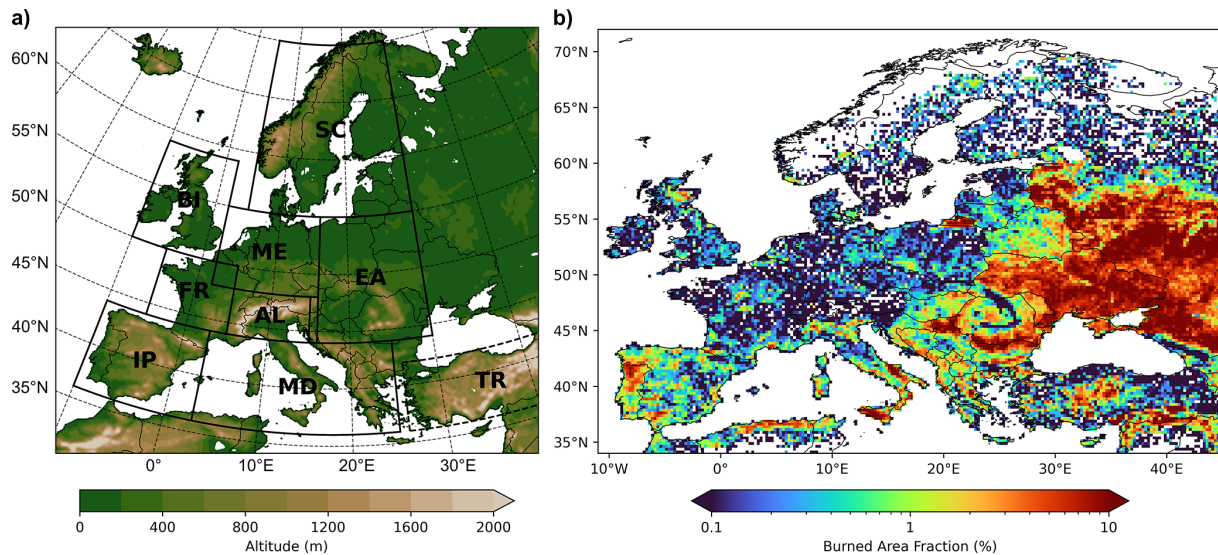 a)
b)
60°N
55°N
50°N
45°N
40°N
35°N
SC
BI
ME
EA
FR
AL
IP
MD
TR
0°
10°E
20°E
30°E
0
400
800
1200
1600
2000
Altitude (m)
70°N
65°N
60°N
55°N
50°N
45°N
40°N
35°N
10°W
0°
10°E
20°E
30°E
40°E
0.1
1
10
Burned Area Fraction (%)